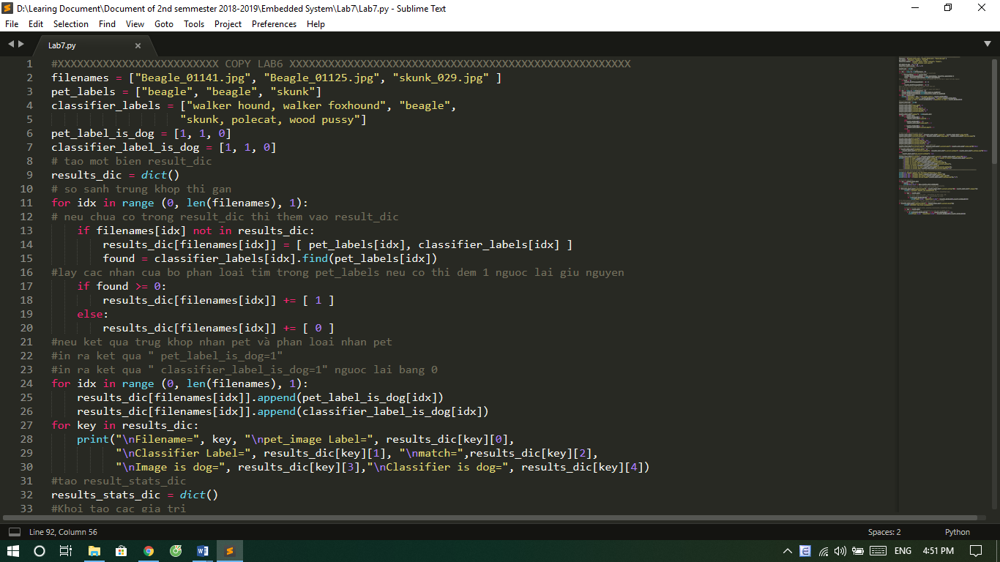 D:\Learing Document\Document of 2nd semmester 2018-2019\Embedded System\Lab7\Lab7.py - Sublime Text
File Edit Selection Find View Goto Tools Project Preferences Help
Lab7.py
1 #XXXXXXXXXXXXXXXXXXXXXXXXX COPY LAB6 XXXXXXXXXXXXXXXXXXXXXXXXXXXXXXXXXXXXXXXXXXXXXXXXXXXXX
2 filenames = ["Beagle_01141.jpg", "Beagle_01125.jpg", "skunk_029.jpg" ]
3 pet_labels = ["beagle", "beagle", "skunk"]
4 classifier_labels = ["walker hound, walker foxhound", "beagle",
5 "skunk, polecat, wood pussy"]
6 pet_label_is_dog = [1, 1, 0]
7 classifier_label_is_dog = [1, 1, 0]
8 # tao mot bien result_dic
9 results_dic = dict()
10 # so sanh trung khop thi gan
11 for idx in range (0, len(filenames), 1):
12 # neu chua co trong result_dic thi them vao result_dic
13 if filenames[idx] not in results_dic:
14 results_dic[filenames[idx]] = [ pet_labels[idx], classifier_labels[idx] ]
15 found = classifier_labels[idx].find(pet_labels[idx])
16 #lay cac nhan cua bo phan loai tim trong pet_labels neu co thi dem 1 nguoc lai giu nguyen
17 if found >= 0:
18 results_dic[filenames[idx]] += [ 1 ]
19 else:
20 results_dic[filenames[idx]] += [ 0 ]
21 #neu ket qua trug khop nhan pet và phan loai nhan pet
22 #in ra ket qua " pet_label_is_dog=1"
23 #in ra ket qua " classifier_label_is_dog=1" nguoc lai bang 0
24 for idx in range (0, len(filenames), 1):
25 results_dic[filenames[idx]].append(pet_label_is_dog[idx])
26 results_dic[filenames[idx]].append(classifier_label_is_dog[idx])
27 for key in results_dic:
28 print("\nFilename=", key, "\npet_image Label=", results_dic[key][0],
29 "\nClassifier Label=", results_dic[key][1], "\nmatch=",results_dic[key][2],
30 "\nImage is dog=", results_dic[key][3],"\nClassifier is dog=", results_dic[key][4])
31 #tao result_stats_dic
32 results_stats_dic = dict()
33 #Khoi tao cac gia tri
Line 92, Column 56 Spaces: 2 Python
ENG 4:51 PM